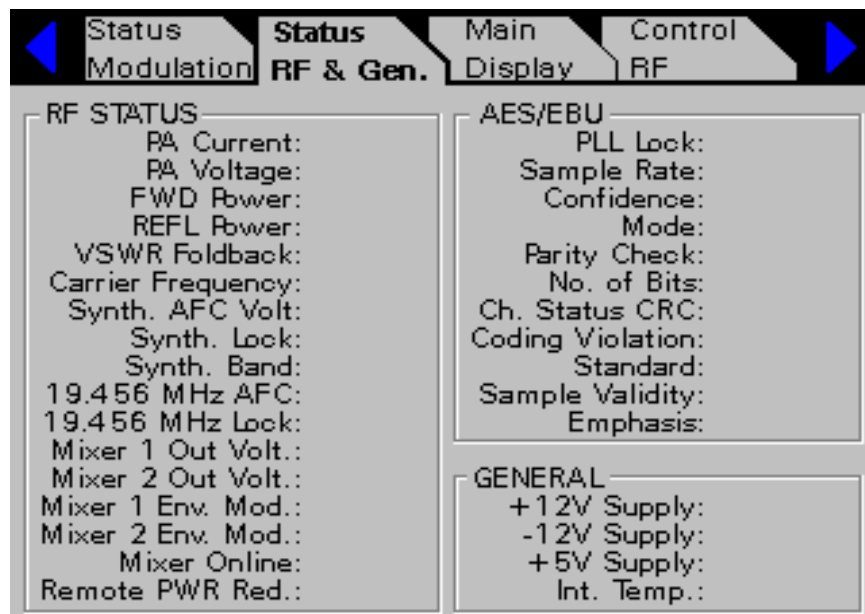 Status Modulation
Status RF & Gen.
Main Display
Control RF
RF STATUS
PA Current:
PA Voltage:
FWD Power:
REFL Power:
VSWR Foldback:
Carrier Frequency:
Synth. AFC Volt:
Synth. Lock:
Synth. Band:
19.456 MHz AFC:
19.456 MHz Lock:
Mixer 1 Out Volt.:
Mixer 2 Out Volt.:
Mixer 1 Env. Mod.:
Mixer 2 Env. Mod.:
Mixer Online:
Remote PWR Red.:
AES/EBU
PLL Lock:
Sample Rate:
Confidence:
Mode:
Parity Check:
No. of Bits:
Ch. Status CRC:
Coding Violation:
Standard:
Sample Validity:
Emphasis:
GENERAL
+12V Supply:
-12V Supply:
+5V Supply:
Int. Temp.: